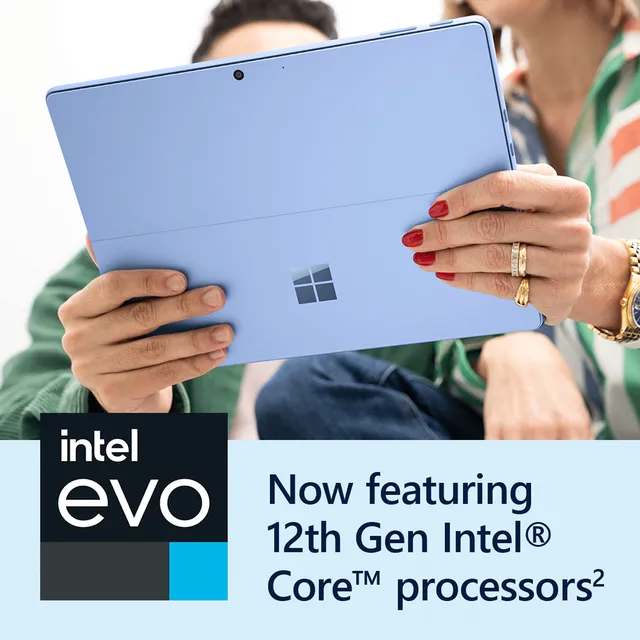 intel
evo
Now featuring
12th Gen Intel®
Core™ processors²